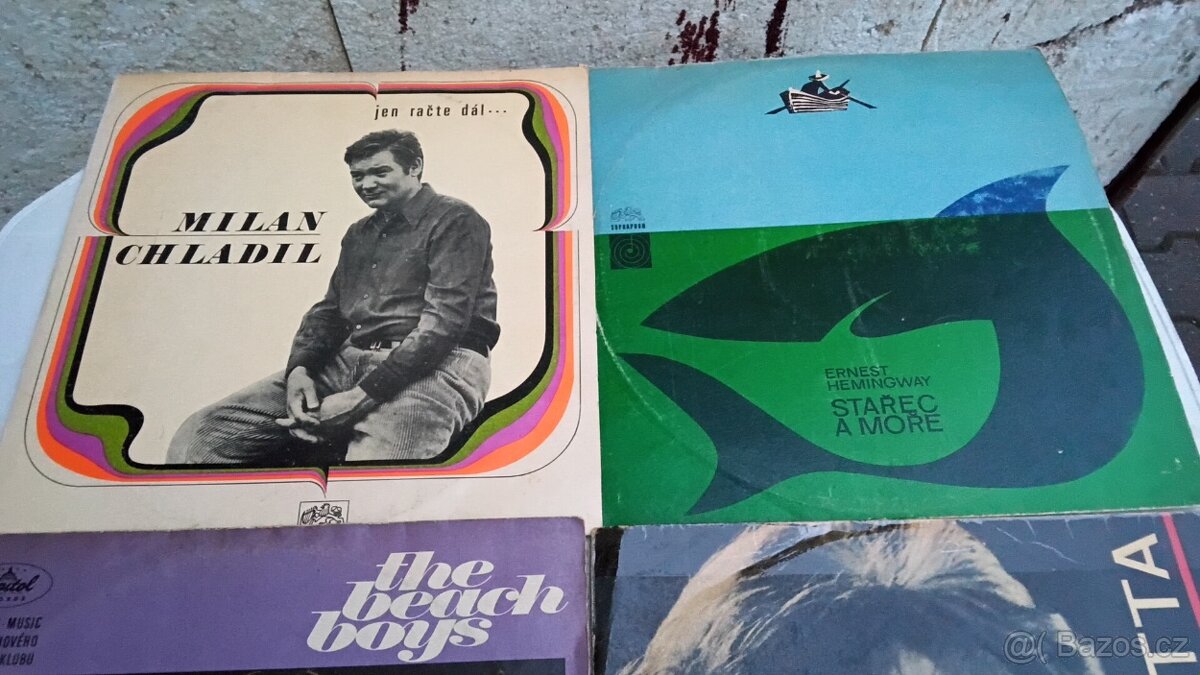 jen račte dál...
MILAN
CHLADIL
SUPRAPHON
ERNEST
HEMINGWAY
STAŘEC
A MOŘE
the
beach
boys
MUSIC
KLUBU
TTA
@( Bazos.cz